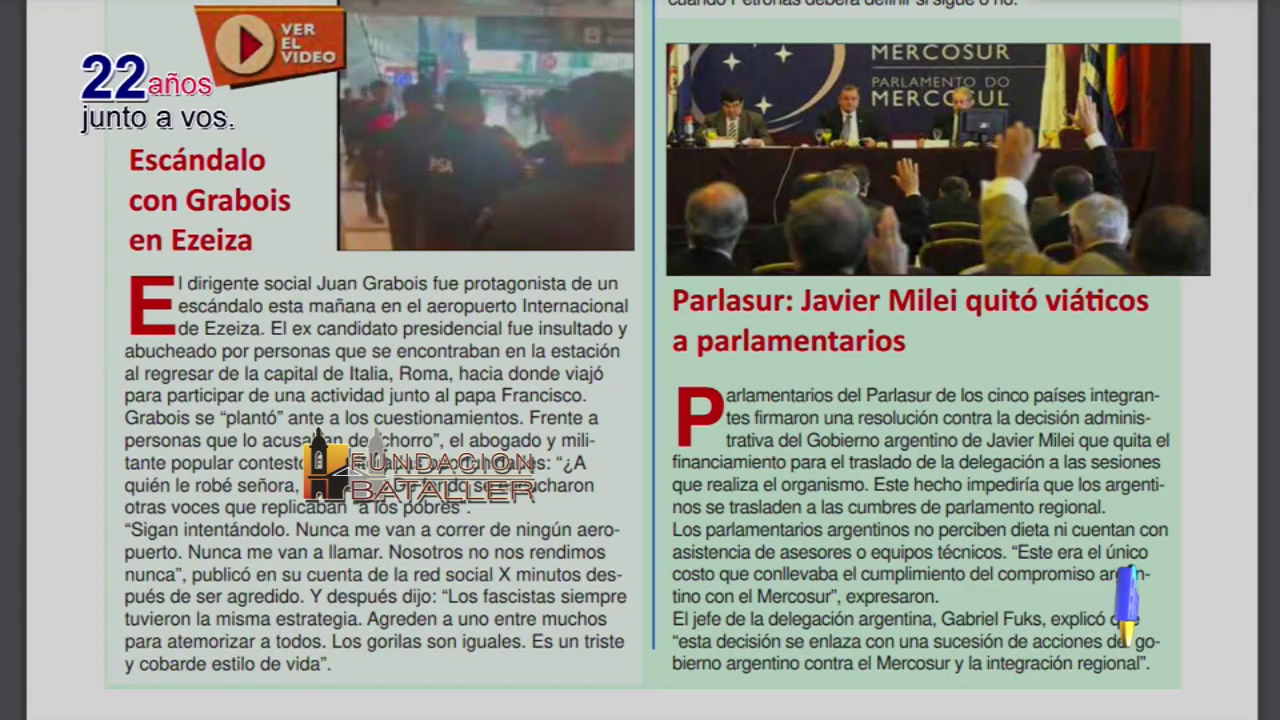 cuando Petronas deberá definir si sigue o no.
VER
EL
VIDEO
22 años
junto a vos.
Escándalo
con Grabois
en Ezeiza
PSA
El dirigente social Juan Grabois fue protagonista de un
escándalo esta mañana en el aeropuerto Internacional
de Ezeiza. El ex candidato presidencial fue insultado y
abucheado por personas que se encontraban en la estación
al regresar de la capital de Italia, Roma, hacia donde viajó
para participar de una actividad junto al papa Francisco.
Grabois se “plantó” ante a los cuestionamientos. Frente a
personas que lo acusaban de “chorro”, el abogado y mili-
tante popular contestó : “¿A
quién le robé señora, De fondo se escucharon
otras voces que replicaban “a los pobres”.
“Sigan intentándolo. Nunca me van a correr de ningún aero-
puerto. Nunca me van a llamar. Nosotros no nos rendimos
nunca”, publicó en su cuenta de la red social X minutos des-
pués de ser agredido. Y después dijo: “Los fascistas siempre
tuvieron la misma estrategia. Agreden a uno entre muchos
para atemorizar a todos. Los gorilas son iguales. Es un triste
y cobarde estilo de vida”.
FUNDACION
BATALLER
MERCOSUR
PARLAMENTO DO
MERCOSUL
Parlasur: Javier Milei quitó viáticos
a parlamentarios
Parlamentarios del Parlasur de los cinco países integran-
tes firmaron una resolución contra la decisión adminis-
trativa del Gobierno argentino de Javier Milei que quita el
financiamiento para el traslado de la delegación a las sesiones
que realiza el organismo. Este hecho impediría que los argenti-
nos se trasladen a las cumbres de parlamento regional.
Los parlamentarios argentinos no perciben dieta ni cuentan con
asistencia de asesores o equipos técnicos. “Este era el único
costo que conllevaba el cumplimiento del compromiso argen-
tino con el Mercosur”, expresaron.
El jefe de la delegación argentina, Gabriel Fuks, explicó que
“esta decisión se enlaza con una sucesión de acciones del go-
bierno argentino contra el Mercosur y la integración regional”.